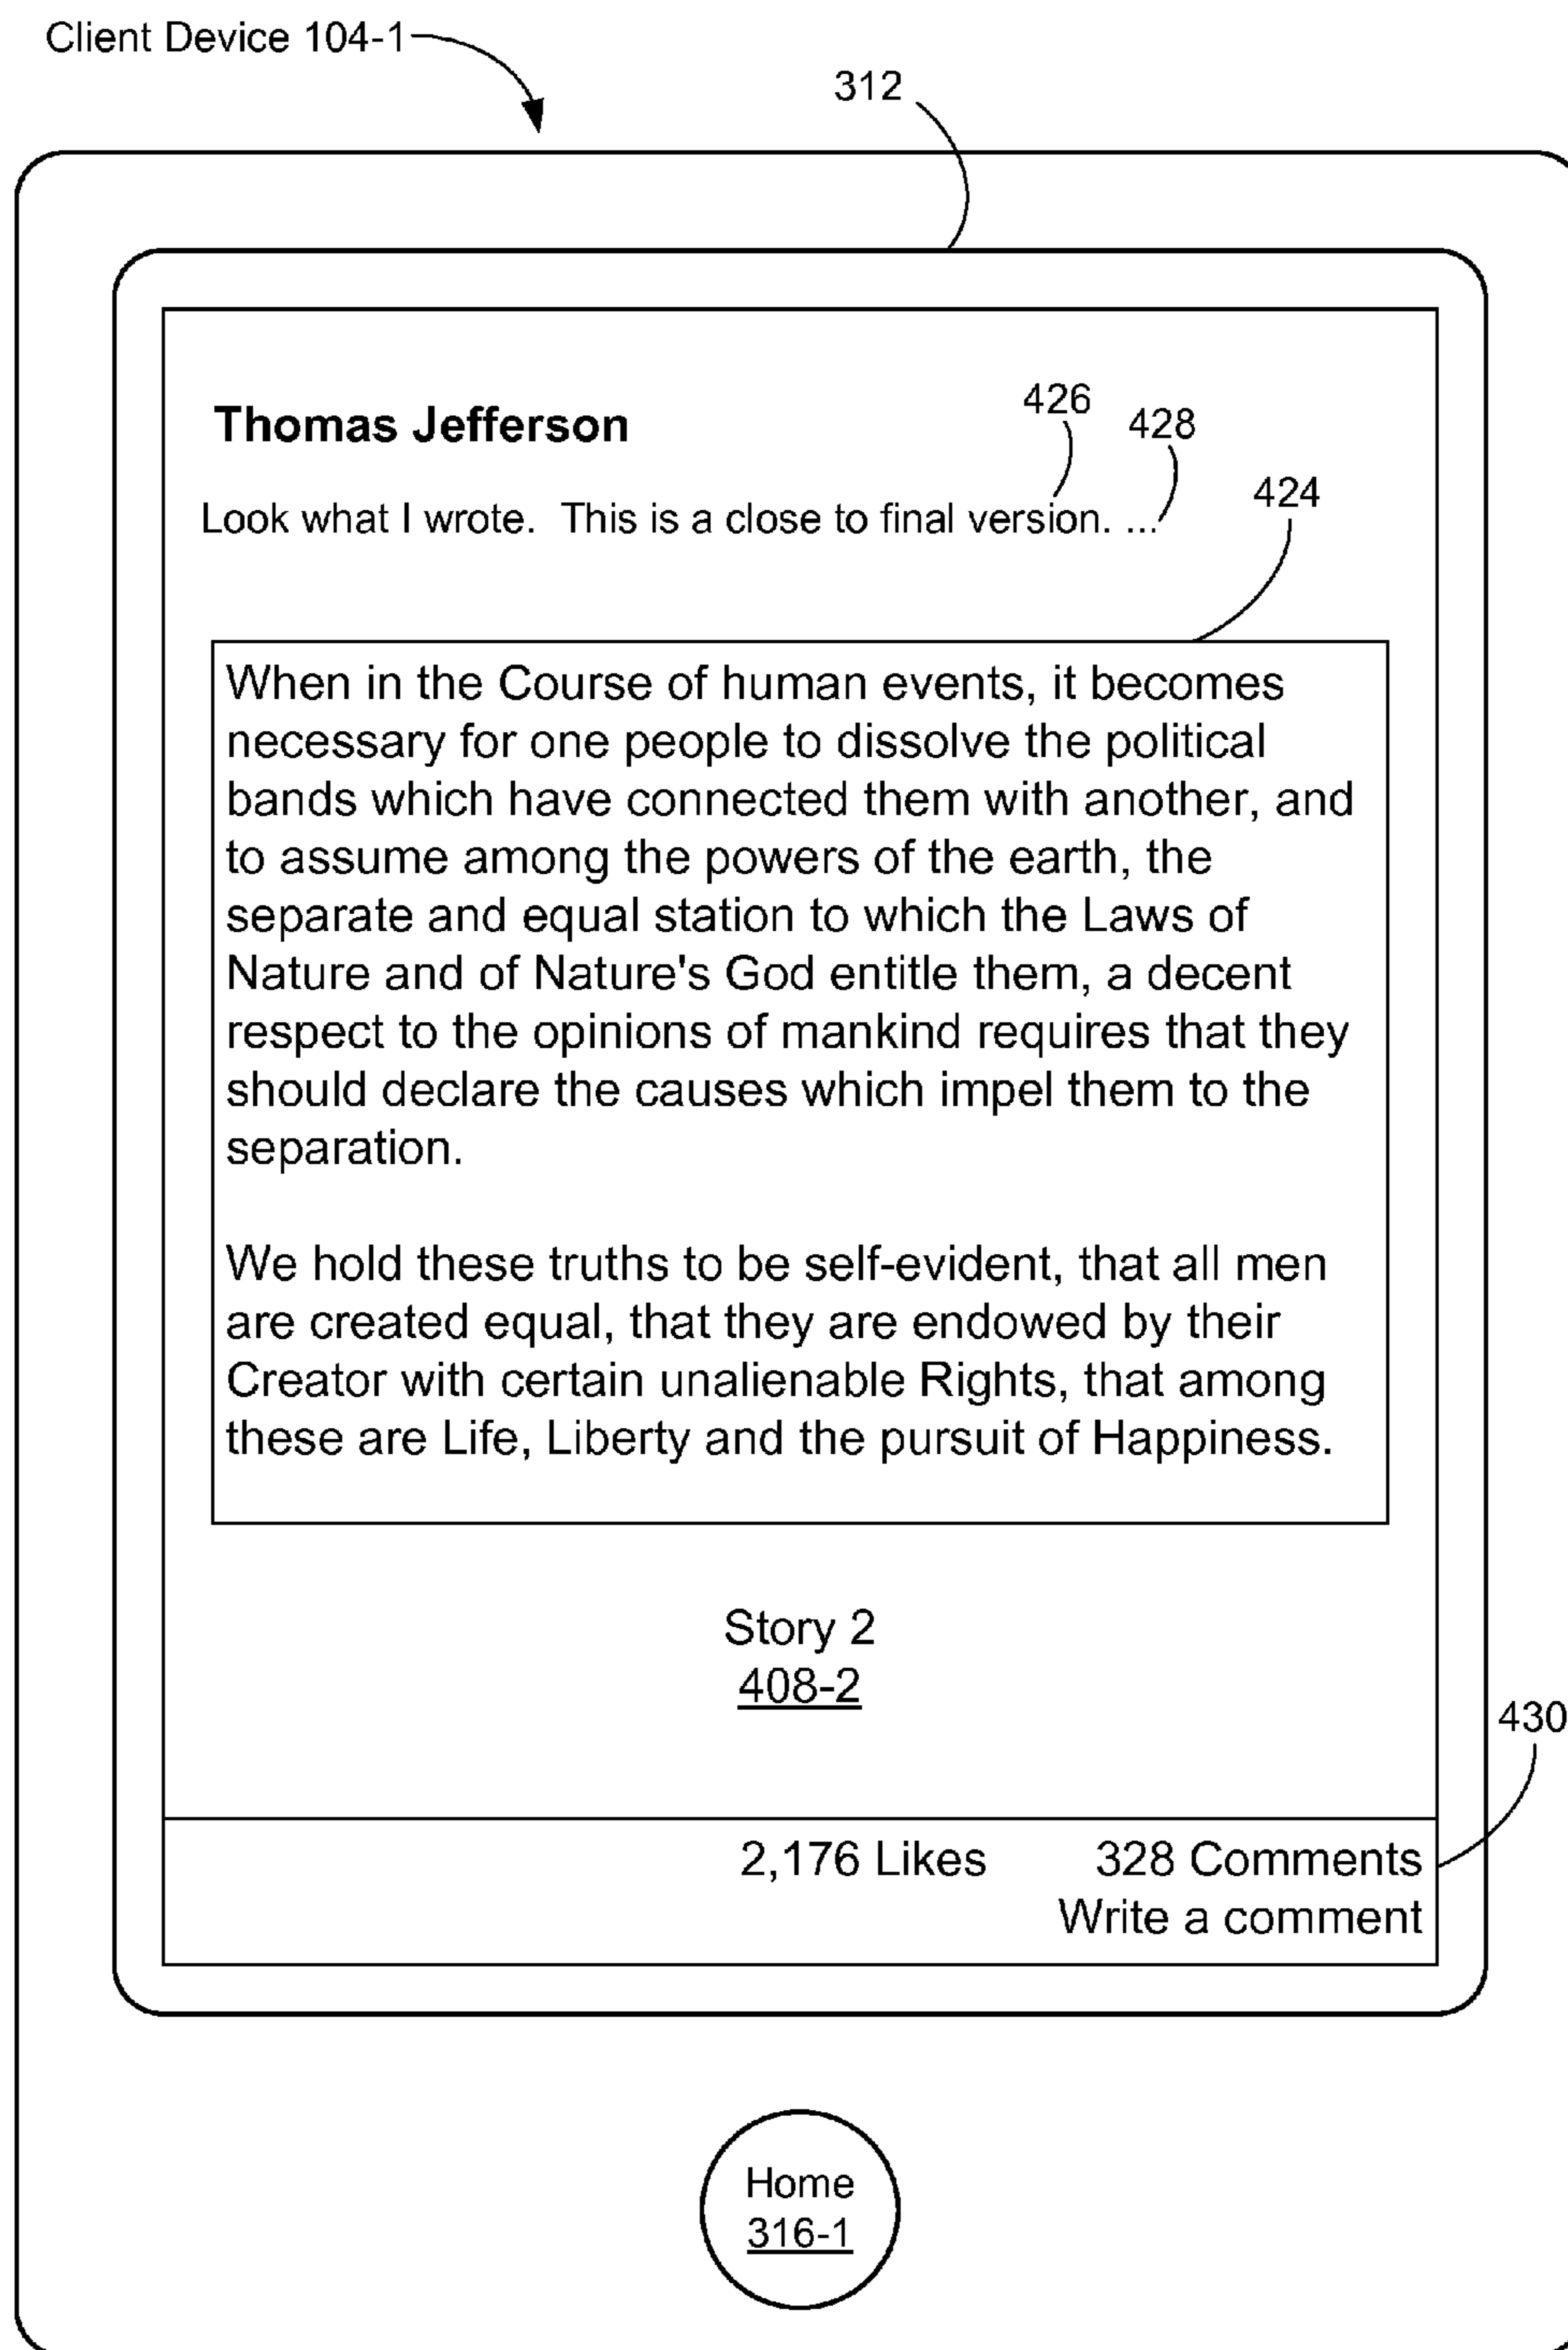 Client Device 104-1
312
Thomas Jefferson
426
428
424
Look what I wrote.  This is a close to final version. ...
When in the Course of human events, it becomes
necessary for one people to dissolve the political
bands which have connected them with another, and
to assume among the powers of the earth, the
separate and equal station to which the Laws of
Nature and of Nature's God entitle them, a decent
respect to the opinions of mankind requires that they
should declare the causes which impel them to the
separation.
We hold these truths to be self-evident, that all men
are created equal, that they are endowed by their
Creator with certain unalienable Rights, that among
these are Life, Liberty and the pursuit of Happiness.
Story 2
408-2
430
2,176 Likes 328 Comments
Write a comment
Home
316-1